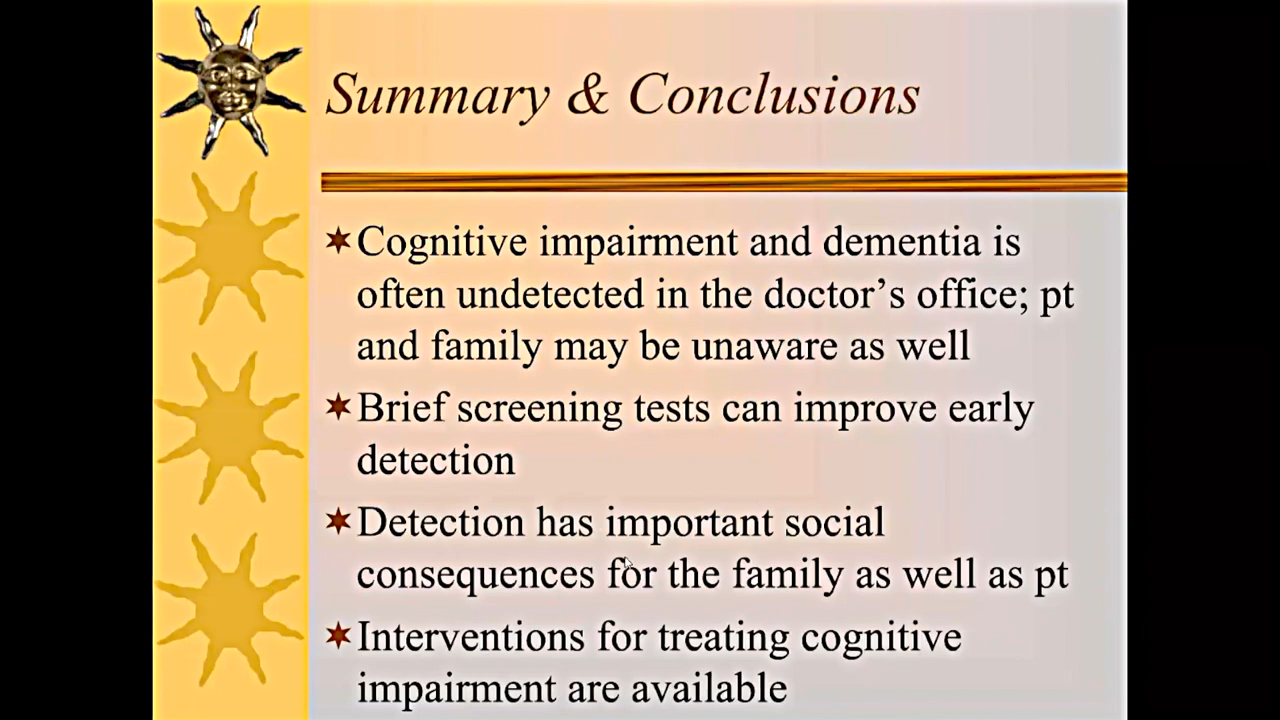 Summary & Conclusions
Cognitive impairment and dementia is
often undetected in the doctor’s office; pt
and family may be unaware as well
Brief screening tests can improve early
detection
Detection has important social
consequences for the family as well as pt
Interventions for treating cognitive
impairment are available